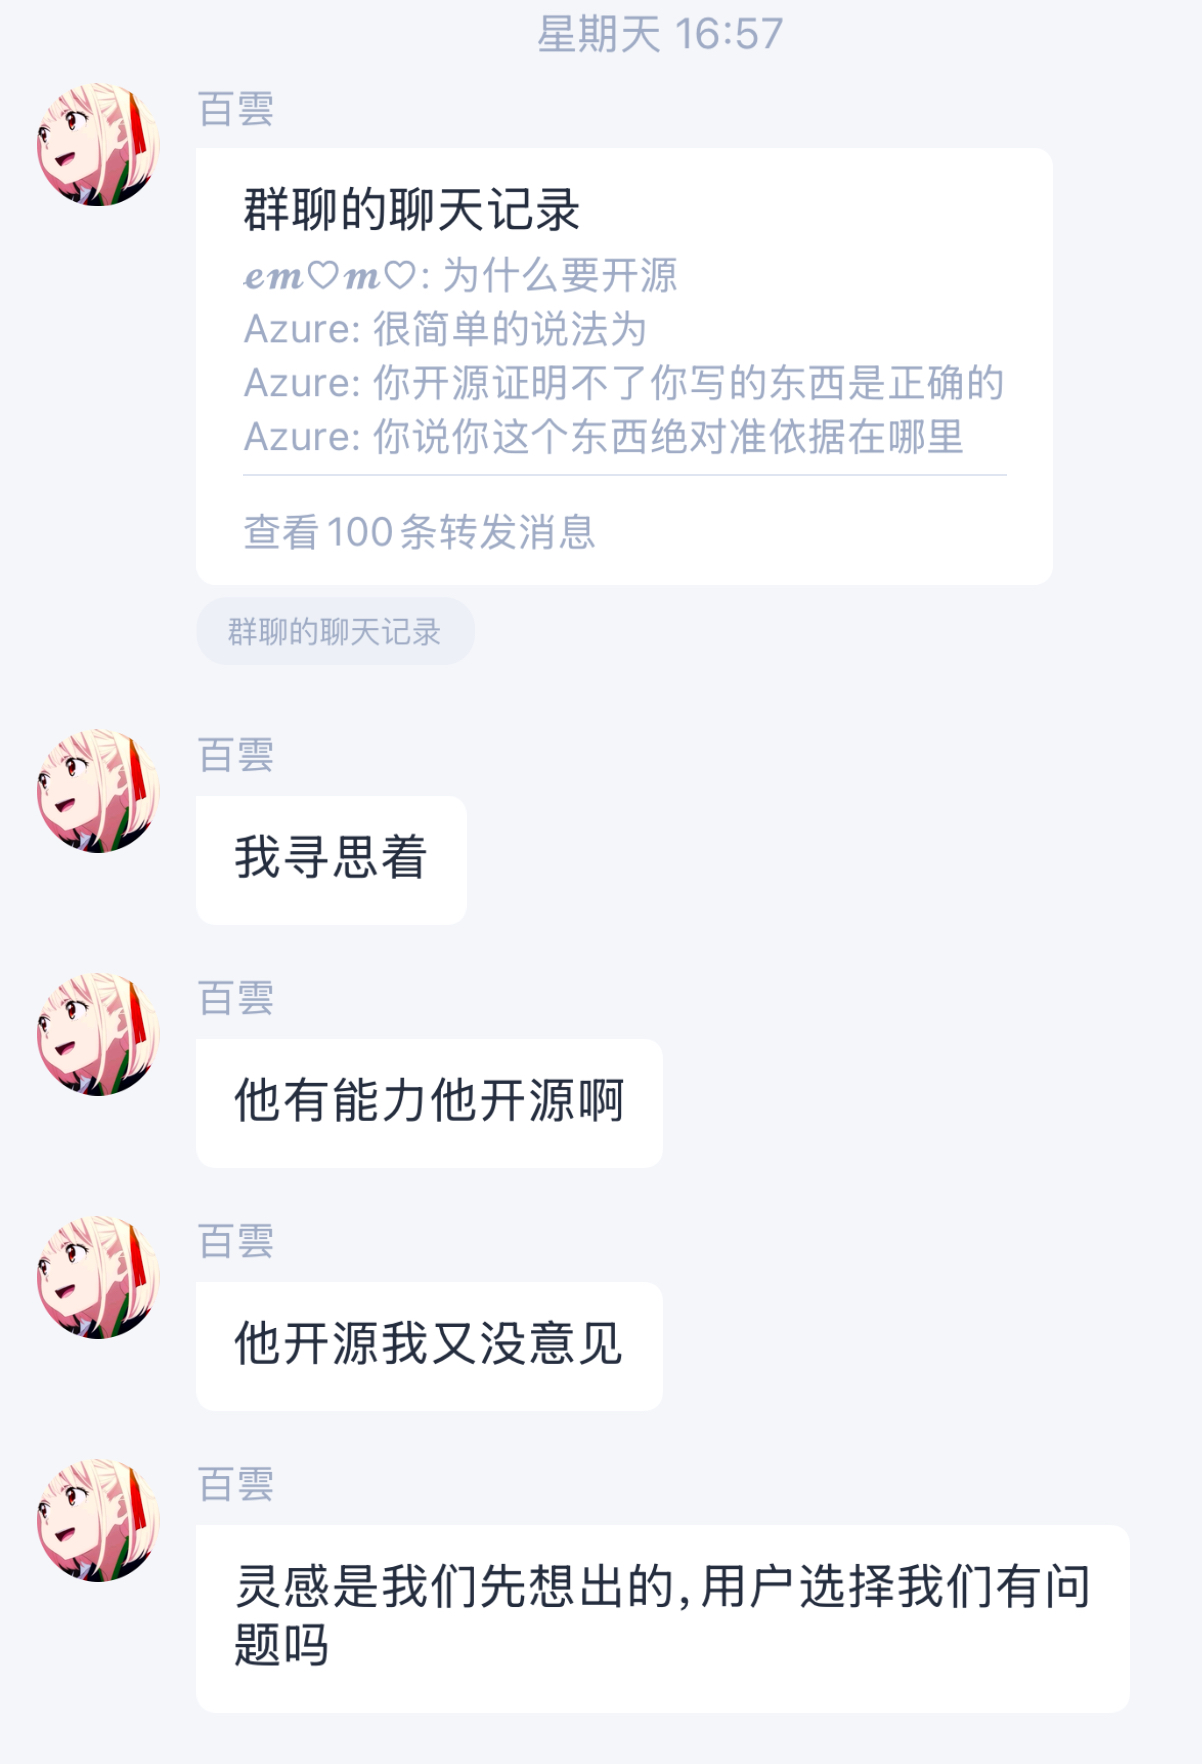 星期天 16:57
百雲
群聊的聊天记录
𝒆𝒎♡𝒎♡: 为什么要开源
Azure: 很简单的说法为
Azure: 你开源证明不了你写的东西是正确的
Azure: 你说你这个东西绝对准依据在哪里
查看100条转发消息
群聊的聊天记录
百雲
我寻思着
百雲
他有能力他开源啊
百雲
他开源我又没意见
百雲
灵感是我们先想出的,用户选择我们有问
题吗